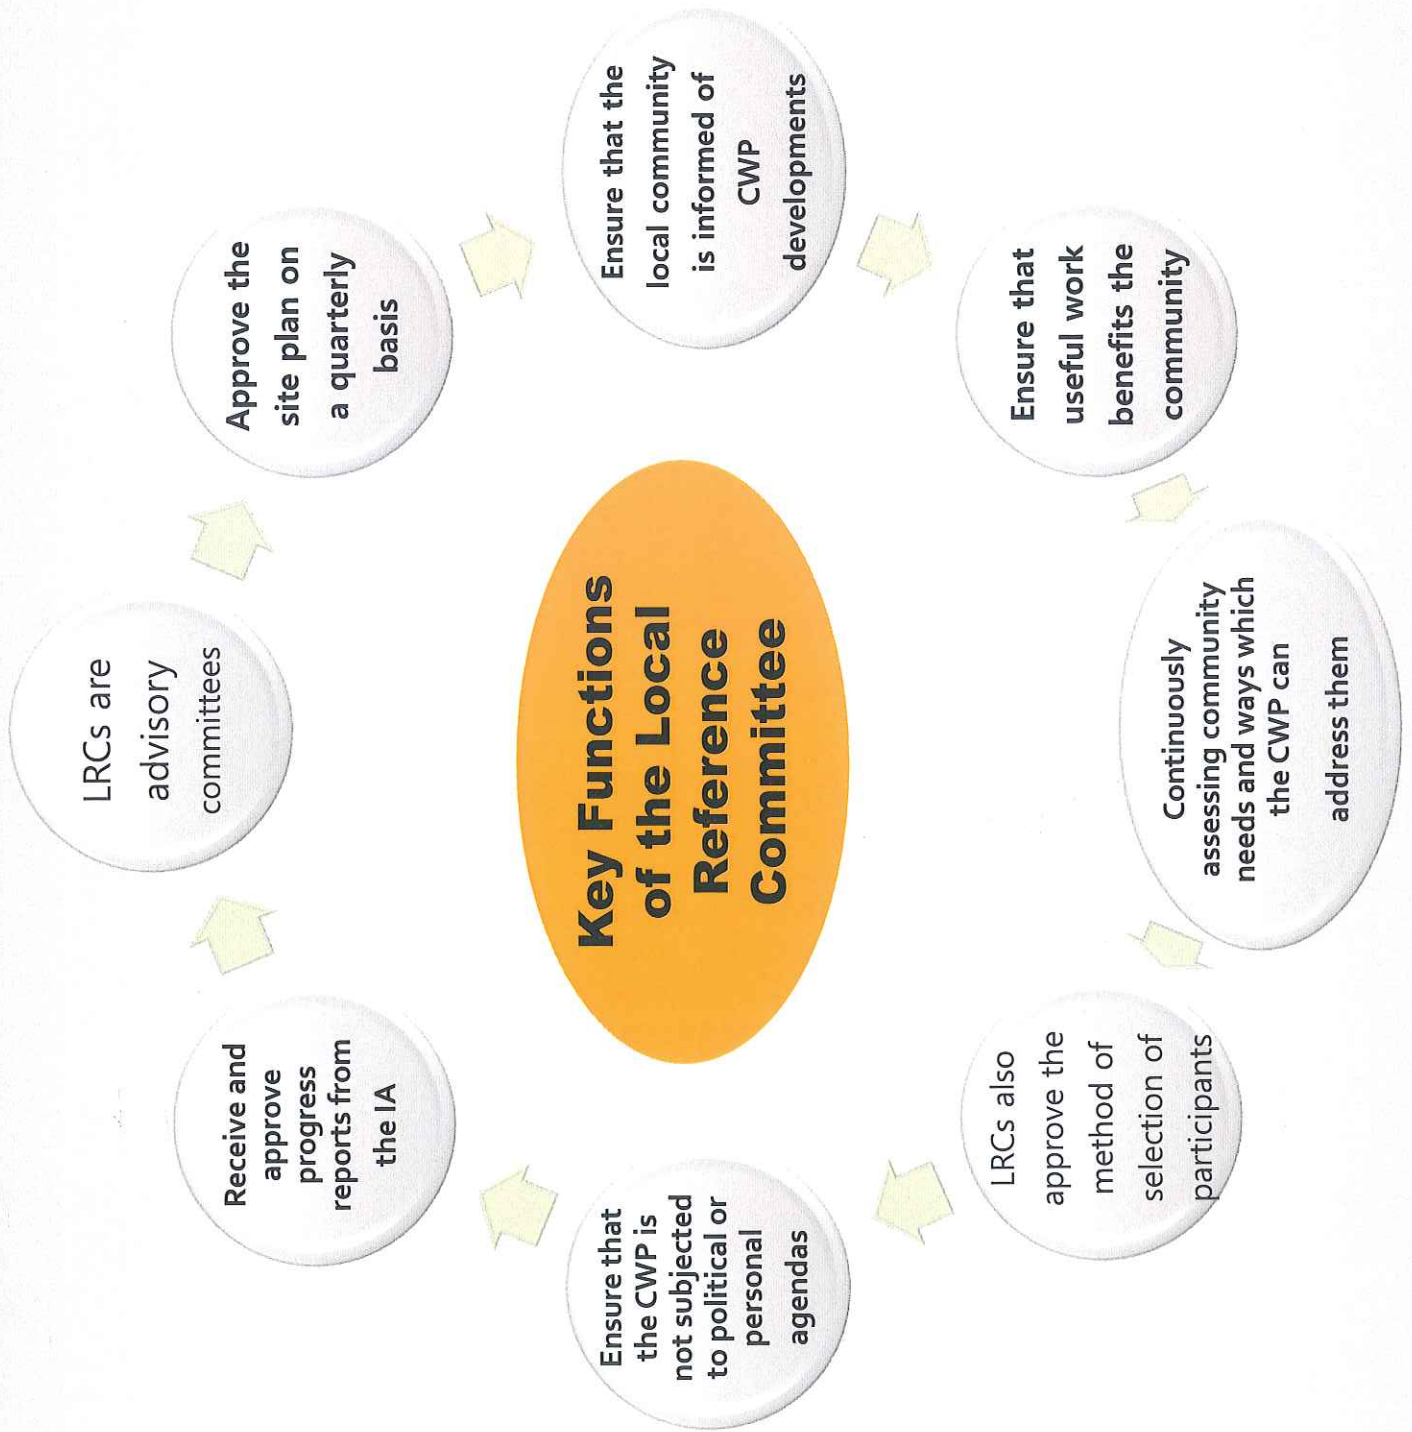 Key Functions
of the Local
Reference
Committee
LRCs are
advisory
committees
Approve the
site plan on
a quarterly
basis
Ensure that the
local community
is informed of
CWP
developments
Ensure that
useful work
benefits the
community
Continuously
assessing community
needs and ways which
the CWP can
address them
LRCs also
approve the
method of
selection of
participants
Ensure that
the CWP is
not subjected
to political or
personal
agendas
Receive and
approve
progress
reports from
the IA